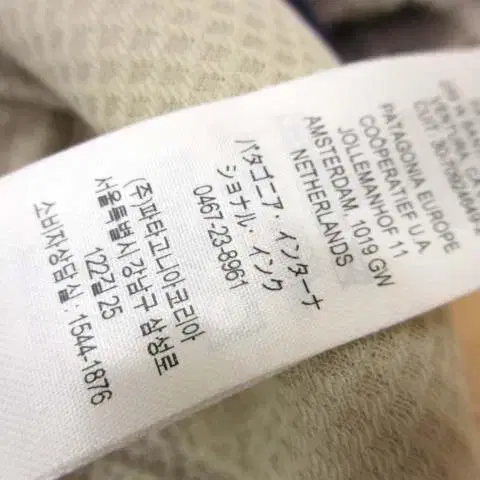 VENTURA, CA
PATAGONIA EUROPE
COOPERATIEF U.A.
JOLLEMANHOF 11
AMSTERDAM, 1019 GW
NETHERLANDS
パタゴニア・インターナ
ショナル・インク
0467-23-8961
(주)파타고니아코리아
서울특별시 강남구 삼성로
122길 25
소비자상담실 : 1544-1876